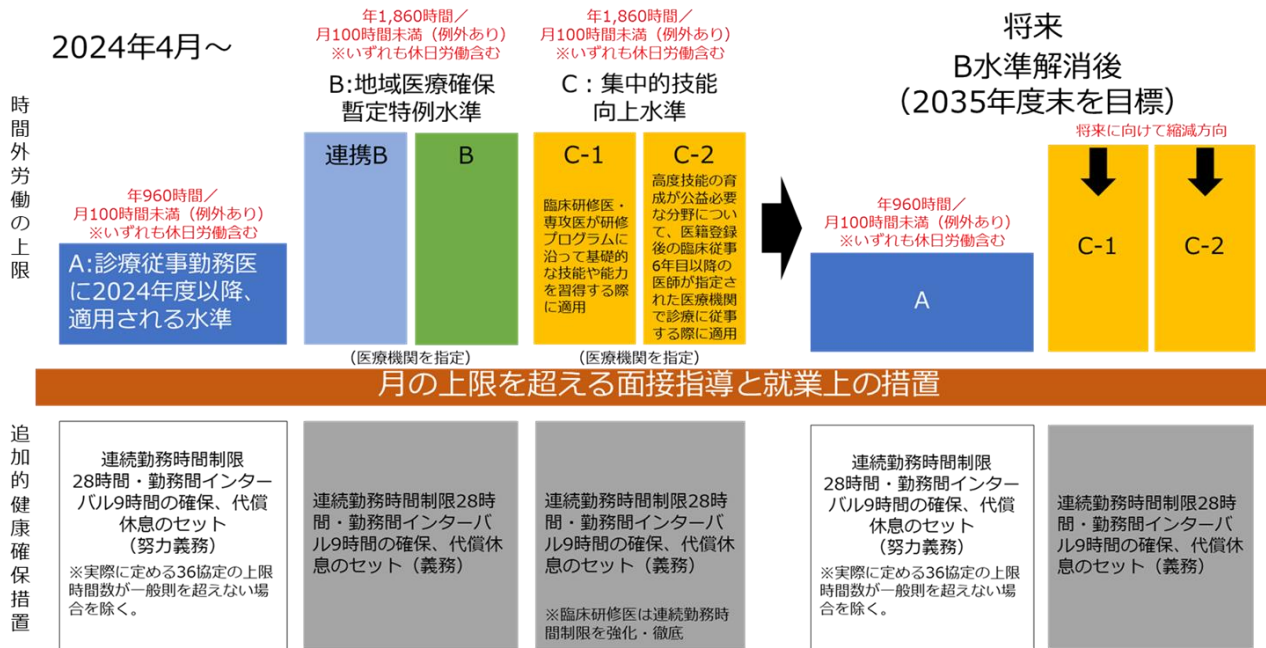 2024年4月~
年1,860時間/
月100時間未満(例外あり)
※いずれも休日労働含む
B:地域医療確保
暫定特例水準
年1,860時間/
月100時間未満(例外あり)
※いずれも休日労働含む
C:集中的技能
向上水準
将来
B水準解消後
(2035年度末を目標)
将来に向けて縮減方向
時間外労働の上限
年960時間/
月100時間未満(例外あり)
※いずれも休日労働含む
A:診療従事勤務医
に2024年度以降、
適用される水準
連携B
B
(医療機関を指定)
C-1
臨床研修医・
専攻医が研修
プログラムに
沿って基礎的
な技能や能力
を習得する際
に適用
C-2
高度技能の育
成が公益必要
な分野につい
て、医籍登録
後の臨床従事
6年目以降の
医師が指定さ
れた医療機関
で診療に従事
する際に適用
(医療機関を指定)
年960時間/
月100時間未満(例外あり)
※いずれも休日労働含む
A
C-1
C-2
月の上限を超える面接指導と就業上の措置
追加的健康確保措置
連続勤務時間制限
28時間・勤務間インター
バル9時間の確保、代償
休息のセット
(努力義務)
※実際に定める36協定の上限
時間数が一般則を超えない場
合を除く。
連続勤務時間制限28時
間・勤務間インターバ
ル9時間の確保、代償休
息のセット(義務)
連続勤務時間制限28時
間・勤務間インターバ
ル9時間の確保、代償休
息のセット(義務)
※臨床研修医は連続勤務時
間制限を強化・徹底
連続勤務時間制限
28時間・勤務間インター
バル9時間の確保、代償
休息のセット
(努力義務)
※実際に定める36協定の上限
時間数が一般則を超えない場
合を除く。
連続勤務時間制限28時
間・勤務間インターバ
ル9時間の確保、代償休
息のセット(義務)